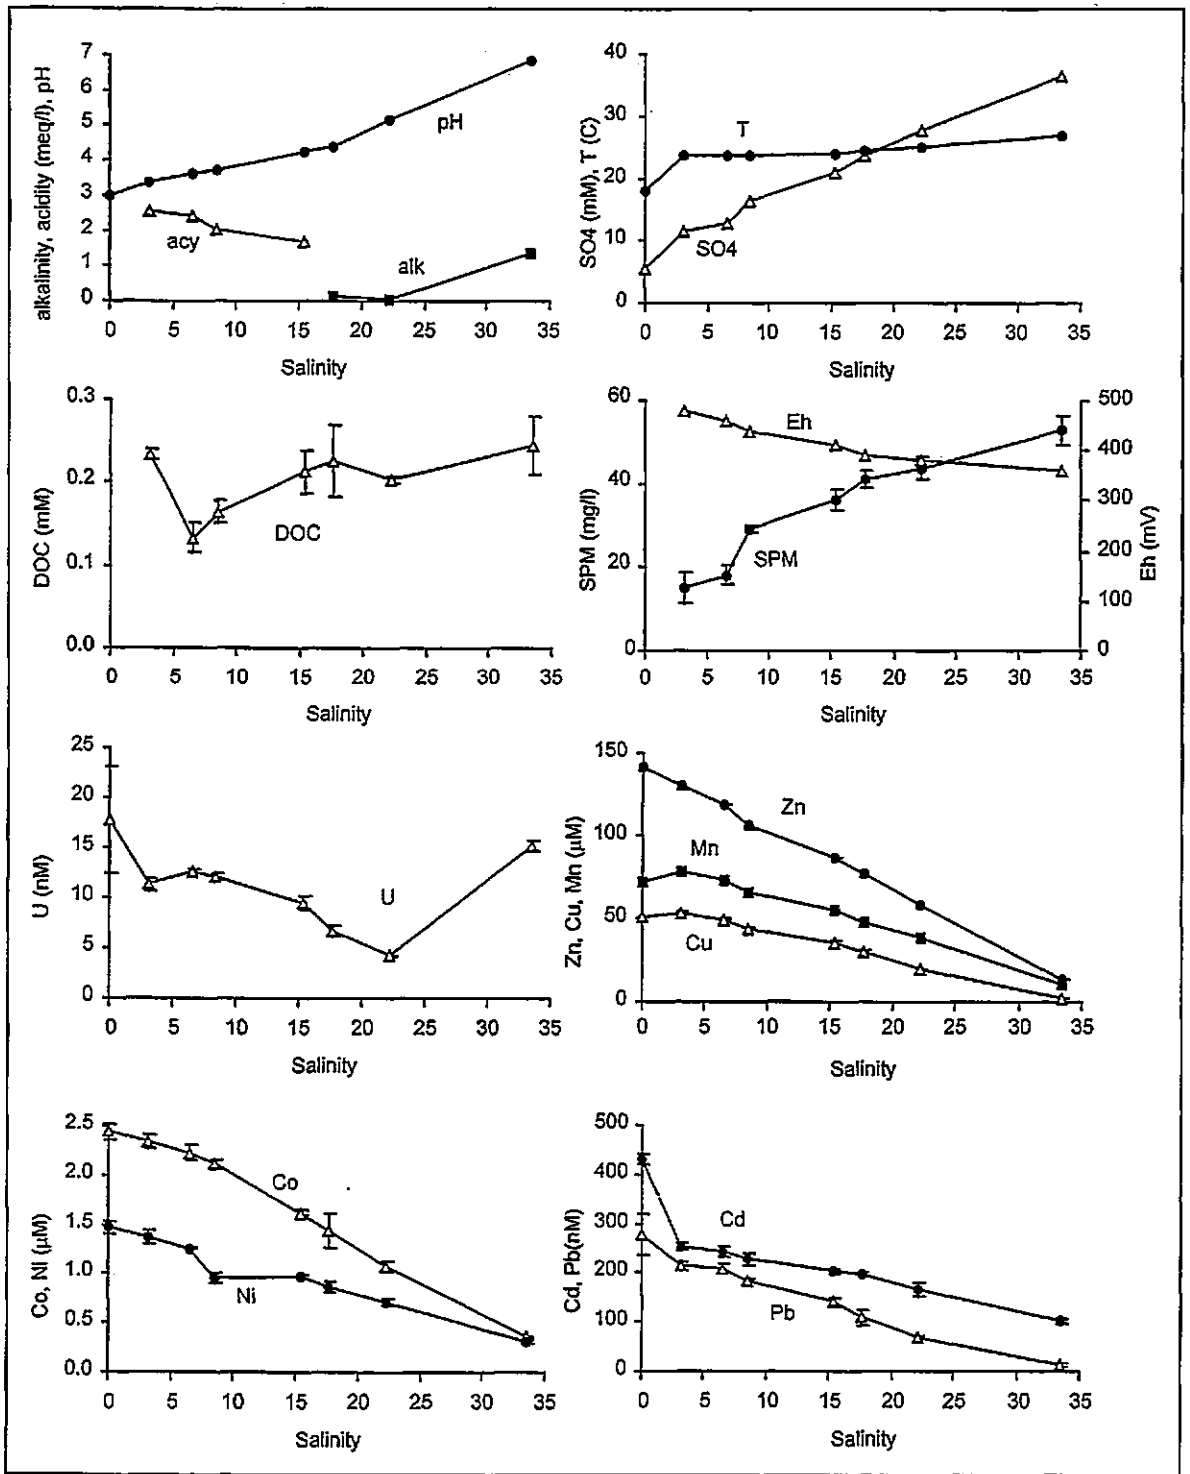 alkalinity, acidity (meq/l), pH
7
6
5
4
3
2
1
0
pH
acy
alk
0 5 10 15 20 25 30 35
Salinity
SO4 (mM), T (C)
40
30
20
10
0
T
SO4
0 5 10 15 20 25 30 35
Salinity
DOC (mM)
0.3
0.2
0.1
0.0
DOC
0 5 10 15 20 25 30 35
Salinity
SPM (mg/l)
60
40
20
0
Eh
SPM
500
400
300
200
100
0
Eh (mV)
0 5 10 15 20 25 30 35
Salinity
U (nM)
25
20
15
10
5
0
U
0 5 10 15 20 25 30 35
Salinity
Zn, Cu, Mn (µM)
150
100
50
0
Zn
Mn
Cu
0 5 10 15 20 25 30 35
Salinity
Co, Ni (µM)
2.5
2.0
1.5
1.0
0.5
0.0
Co
Ni
0 5 10 15 20 25 30 35
Salinity
Cd, Pb(nM)
500
400
300
200
100
0
Cd
Pb
0 5 10 15 20 25 30 35
Salinity